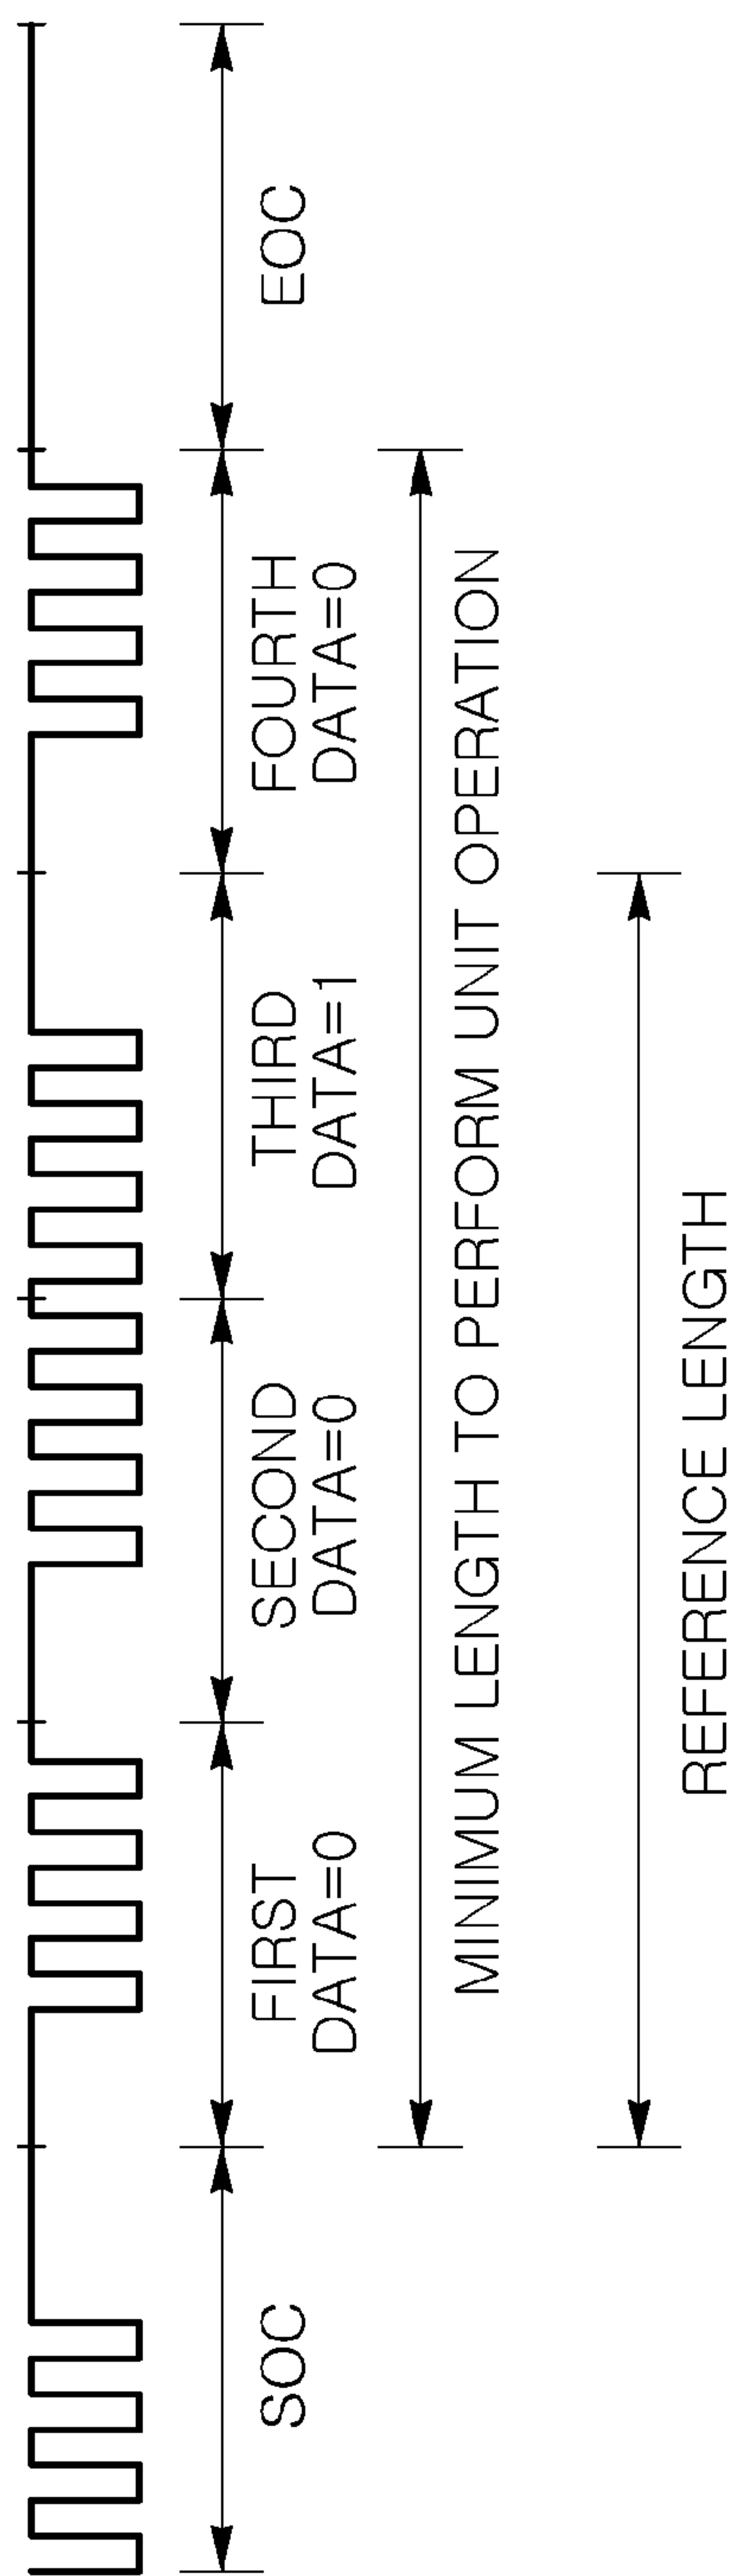 SOC
FIRST
DATA=0
SECOND
DATA=0
THIRD
DATA=1
FOURTH
DATA=0
EOC
MINIMUM LENGTH TO PERFORM UNIT OPERATION
REFERENCE LENGTH